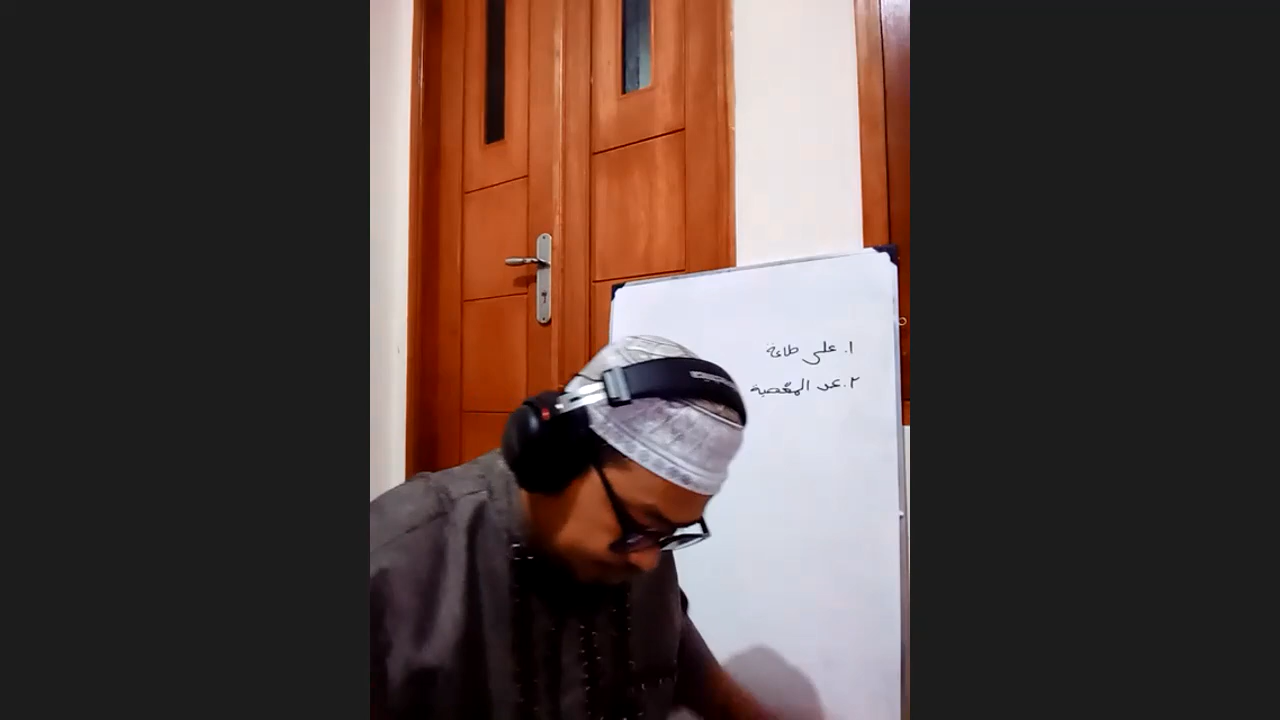 ١. على طاعة
٢. عن المعصية